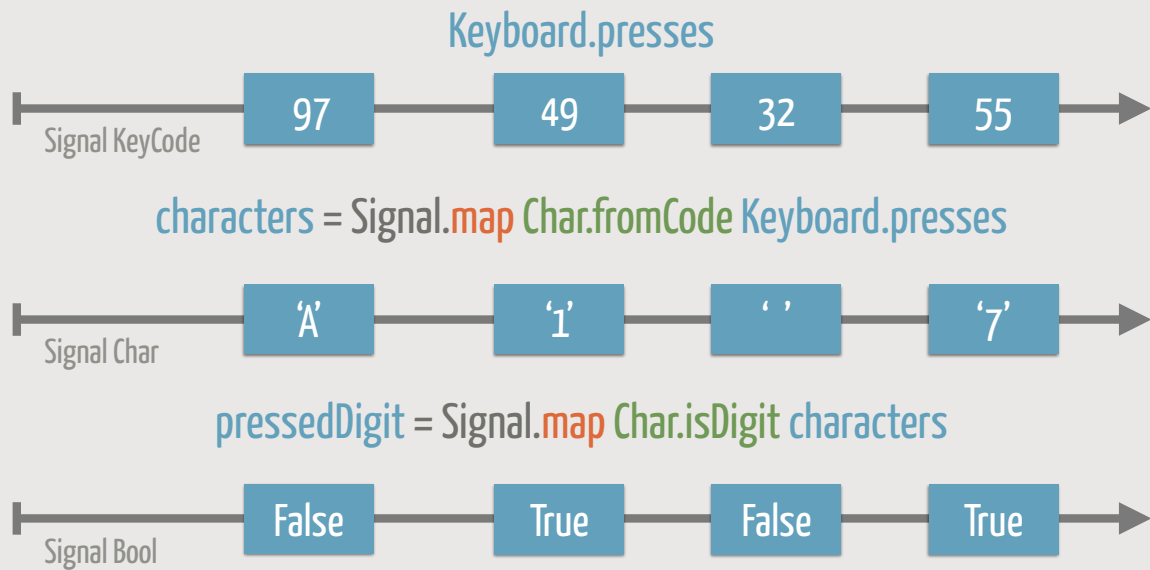 Keyboard.presses
97 49 32 55
Signal KeyCode
characters = Signal.map Char.fromCode Keyboard.presses
‘A’ ‘1’ ‘ ’ ‘7’
Signal Char
pressedDigit = Signal.map Char.isDigit characters
False True False True
Signal Bool